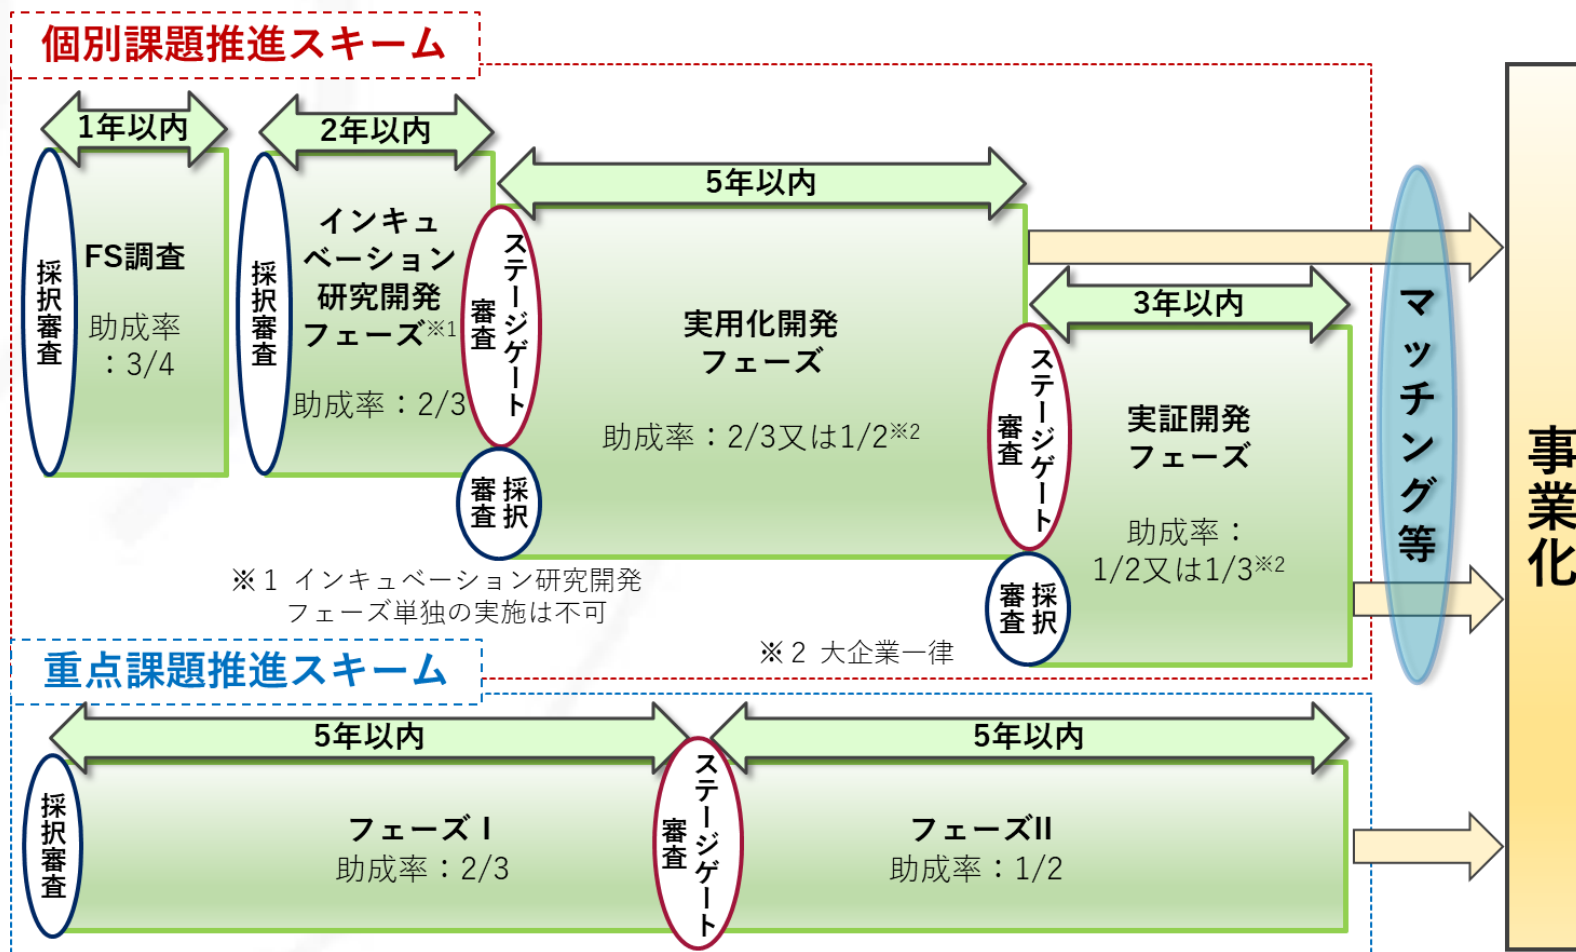 個別課題推進スキーム
1年以内
採択審査
FS調査
助成率
：3/4
2年以内
採択審査
インキュ
ベーション
研究開発
フェーズ※1
助成率：2/3
5年以内
ステージゲート
審査
採択
審査
実用化開発
フェーズ
助成率：2/3又は1/2※2
3年以内
ステージゲート
審査
採択
審査
実証開発
フェーズ
助成率：
1/2又は1/3※2
※１ インキュベーション研究開発
フェーズ単独の実施は不可
※２ 大企業一律
マッチング等
事業化
重点課題推進スキーム
5年以内
採択審査
フェーズ I
助成率：2/3
ステージゲート
審査
5年以内
フェーズII
助成率：1/2